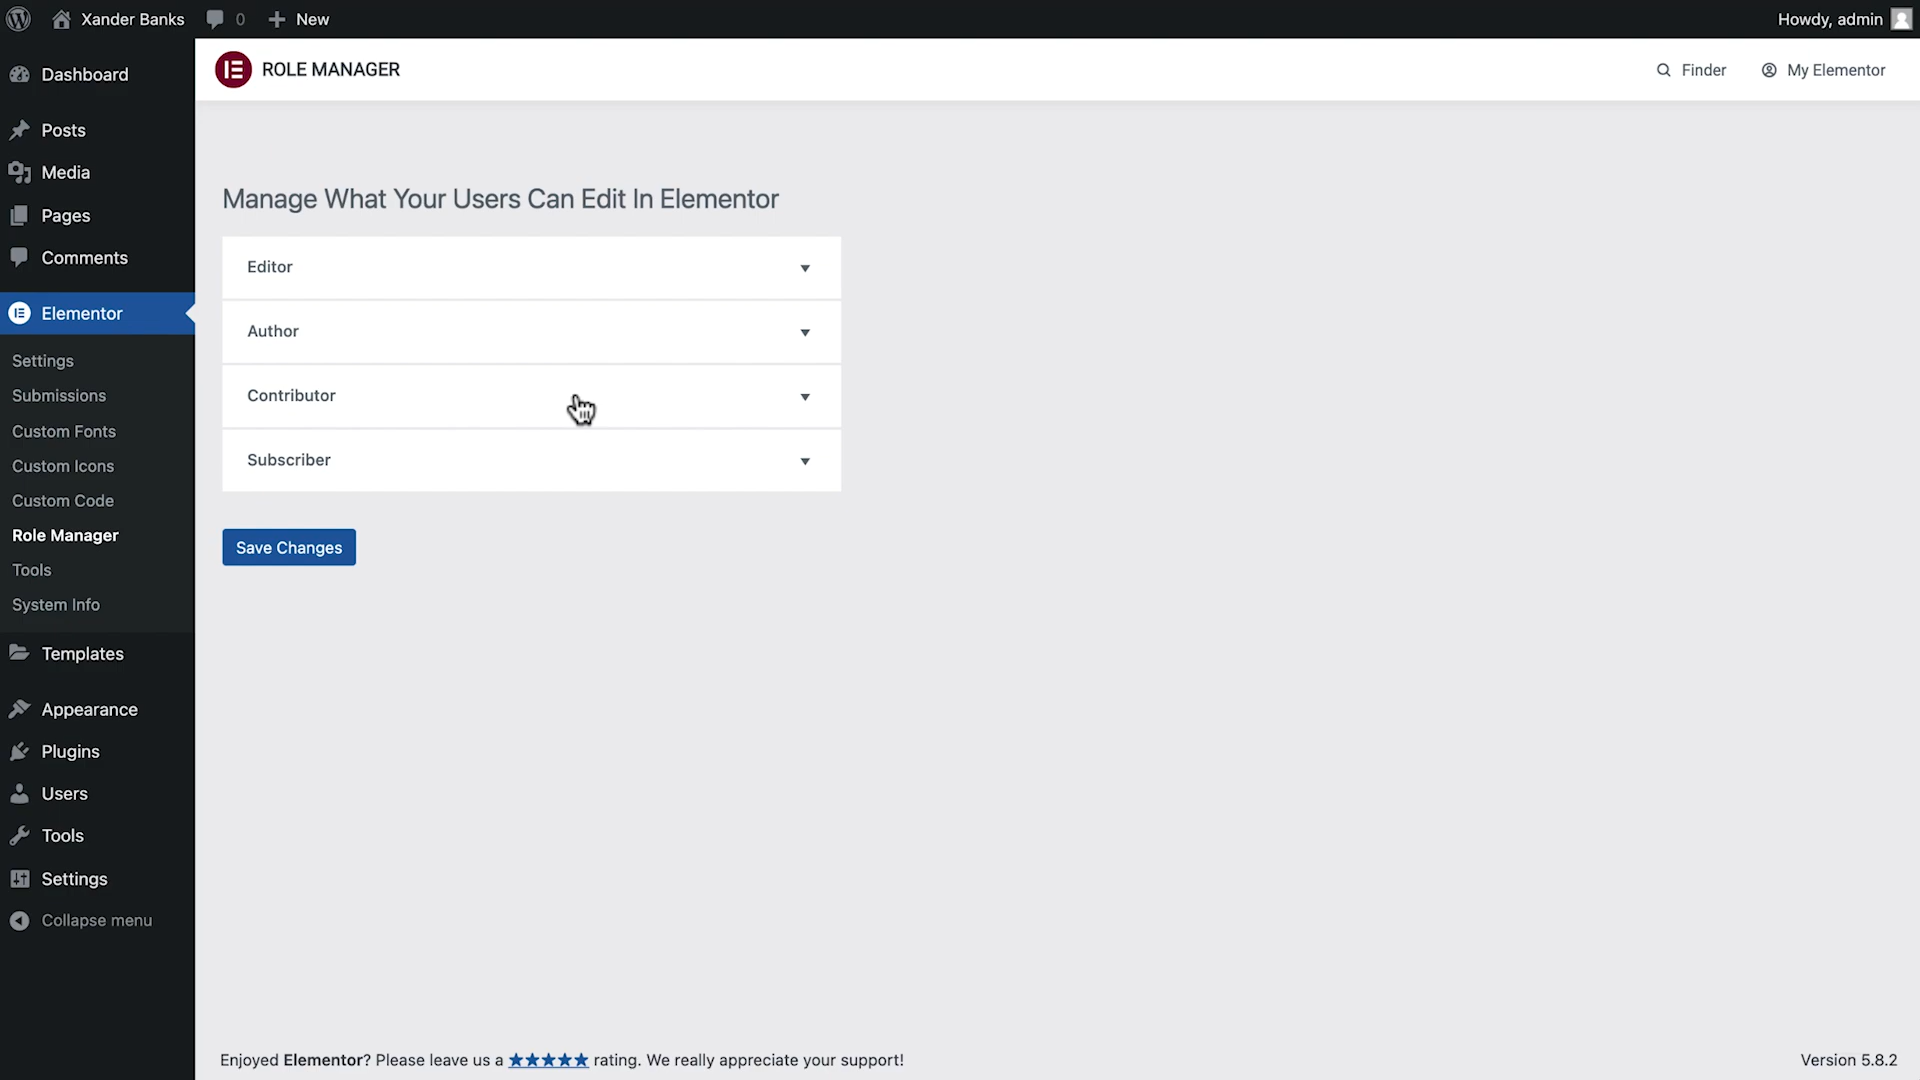 Xander Banks
0
New
Howdy, admin
Dashboard
ROLE MANAGER
Finder
My Elementor
Posts
Media
Pages
Comments
Elementor
Settings
Submissions
Custom Fonts
Custom Icons
Custom Code
Role Manager
Tools
System Info
Templates
Appearance
Plugins
Users
Tools
Settings
Collapse menu
Manage What Your Users Can Edit In Elementor
Editor
Author
Contributor
Subscriber
Save Changes
Enjoyed Elementor? Please leave us a ★★★★★ rating. We really appreciate your support!
Version 5.8.2